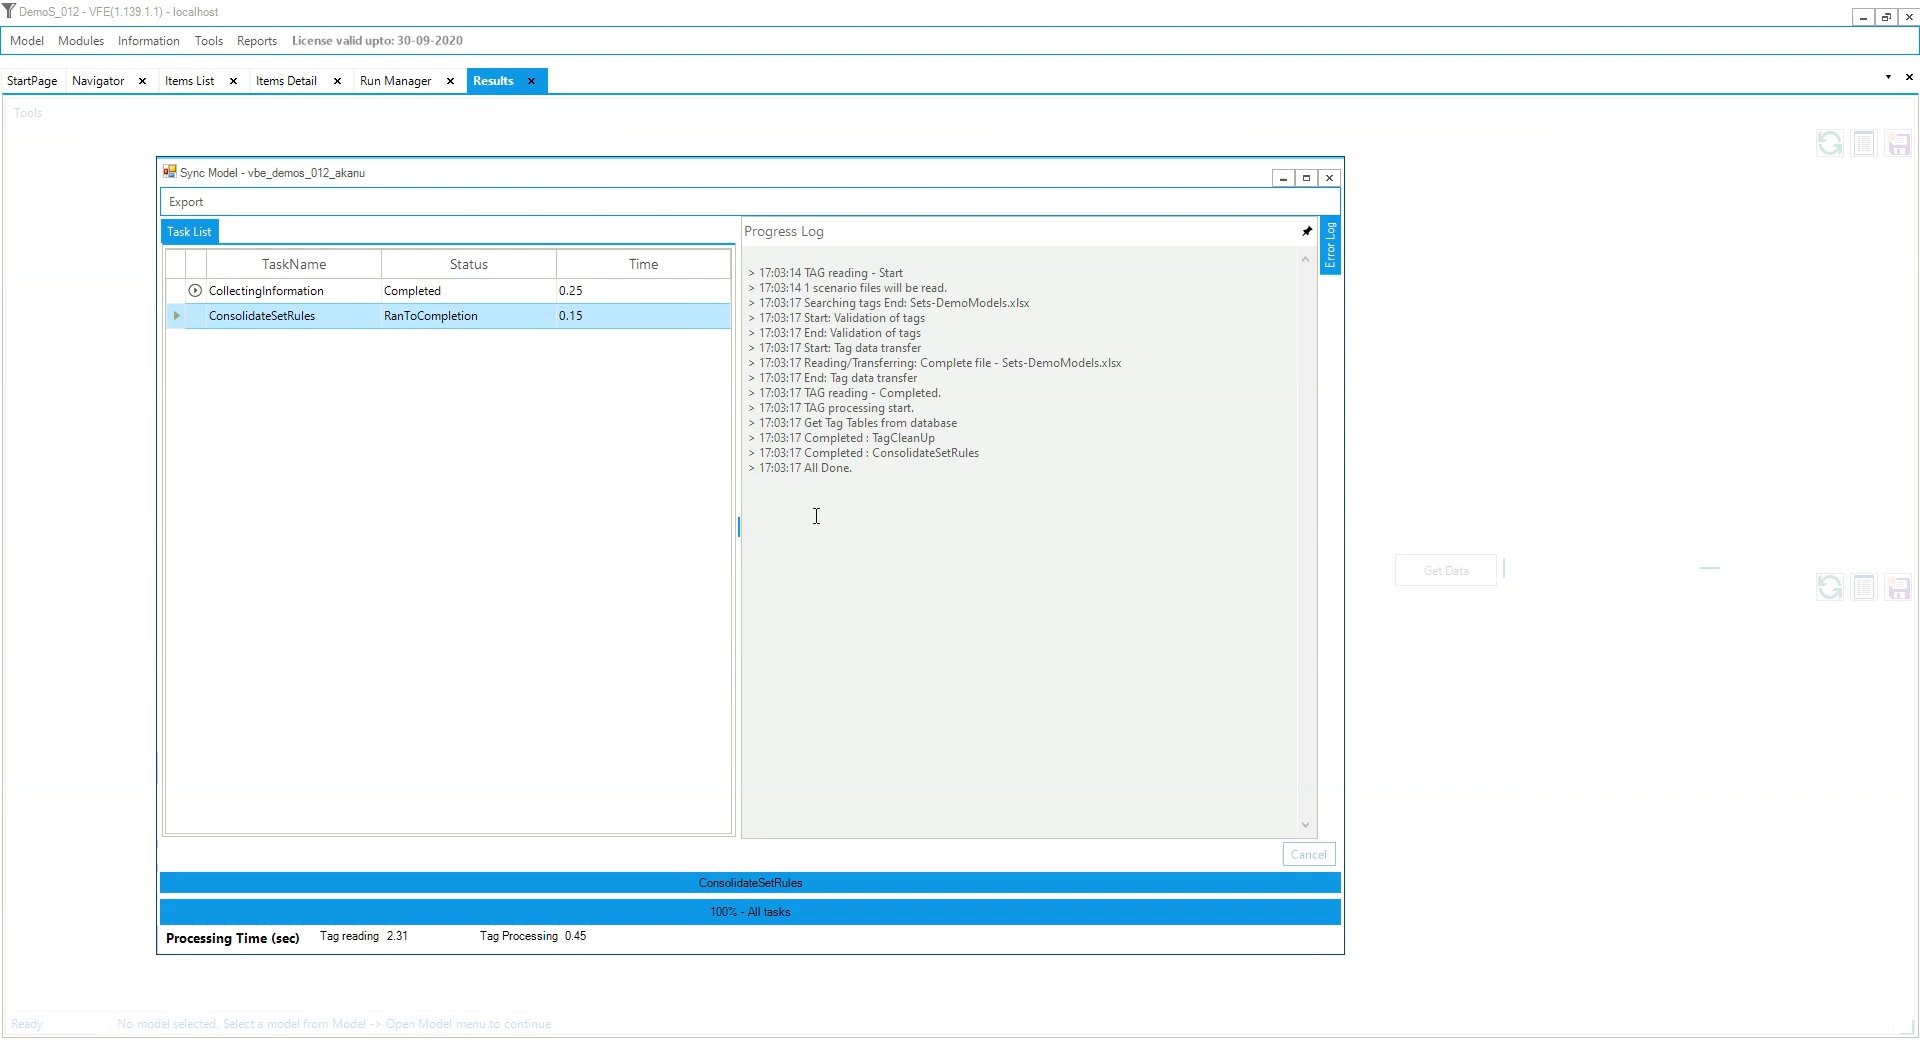 DemoS_012 - VFE(1.139.1.1) - localhost
Model Modules Information Tools Reports License valid upto: 30-09-2020
StartPage Navigator Items List Items Detail Run Manager Results
Tools
Sync Model - vbe_demos_012_akanu
Export
Task List
TaskName Status Time
CollectingInformation Completed 0.25
ConsolidateSetRules RanToCompletion 0.15
Progress Log
Error Log
> 17:03:14 TAG reading - Start
> 17:03:14 1 scenario files will be read.
> 17:03:17 Searching tags End: Sets-DemoModels.xlsx
> 17:03:17 Start: Validation of tags
> 17:03:17 End: Validation of tags
> 17:03:17 Start: Tag data transfer
> 17:03:17 Reading/Transferring: Complete file - Sets-DemoModels.xlsx
> 17:03:17 End: Tag data transfer
> 17:03:17 TAG reading - Completed.
> 17:03:17 TAG processing start.
> 17:03:17 Get Tag Tables from database
> 17:03:17 Completed : TagCleanUp
> 17:03:17 Completed : ConsolidateSetRules
> 17:03:17 All Done.
Get Data
Cancel
ConsolidateSetRules
100% - All tasks
Processing Time (sec) Tag reading 2.31 Tag Processing 0.45
Ready No model selected. Select a model from Model -> Open Model menu to continue